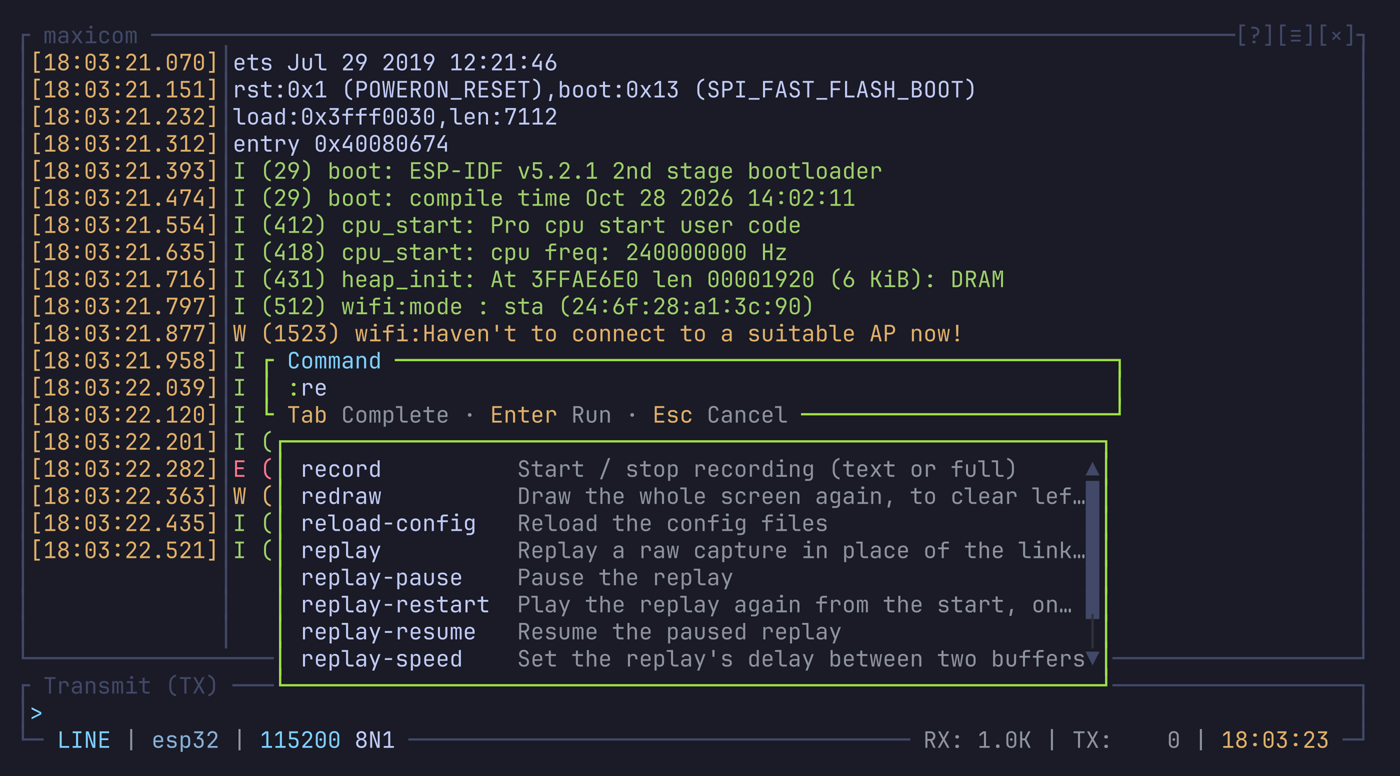 maxicom [?][≡][×]
[18:03:21.070] ets Jul 29 2019 12:21:46
[18:03:21.151] rst:0x1 (POWERON_RESET),boot:0x13 (SPI_FAST_FLASH_BOOT)
[18:03:21.232] load:0x3fff0030,len:7112
[18:03:21.312] entry 0x40080674
[18:03:21.393] I (29) boot: ESP-IDF v5.2.1 2nd stage bootloader
[18:03:21.474] I (29) boot: compile time Oct 28 2026 14:02:11
[18:03:21.554] I (412) cpu_start: Pro cpu start user code
[18:03:21.635] I (418) cpu_start: cpu freq: 240000000 Hz
[18:03:21.716] I (431) heap_init: At 3FFAE6E0 len 00001920 (6 KiB): DRAM
[18:03:21.797] I (512) wifi:mode : sta (24:6f:28:a1:3c:90)
[18:03:21.877] W (1523) wifi:Haven't to connect to a suitable AP now!
[18:03:21.958] I Command
[18:03:22.039] I :re
[18:03:22.120] I Tab Complete · Enter Run · Esc Cancel
[18:03:22.201] I (
[18:03:22.282] E ( record Start / stop recording (text or full)
[18:03:22.363] W ( redraw Draw the whole screen again, to clear lef…
[18:03:22.435] I ( reload-config Reload the config files
[18:03:22.521] I ( replay Replay a raw capture in place of the link…
replay-pause Pause the replay
replay-restart Play the replay again from the start, on…
replay-resume Resume the paused replay
replay-speed Set the replay's delay between two buffers
Transmit (TX)
>
LINE | esp32 | 115200 8N1 RX: 1.0K | TX: 0 | 18:03:23